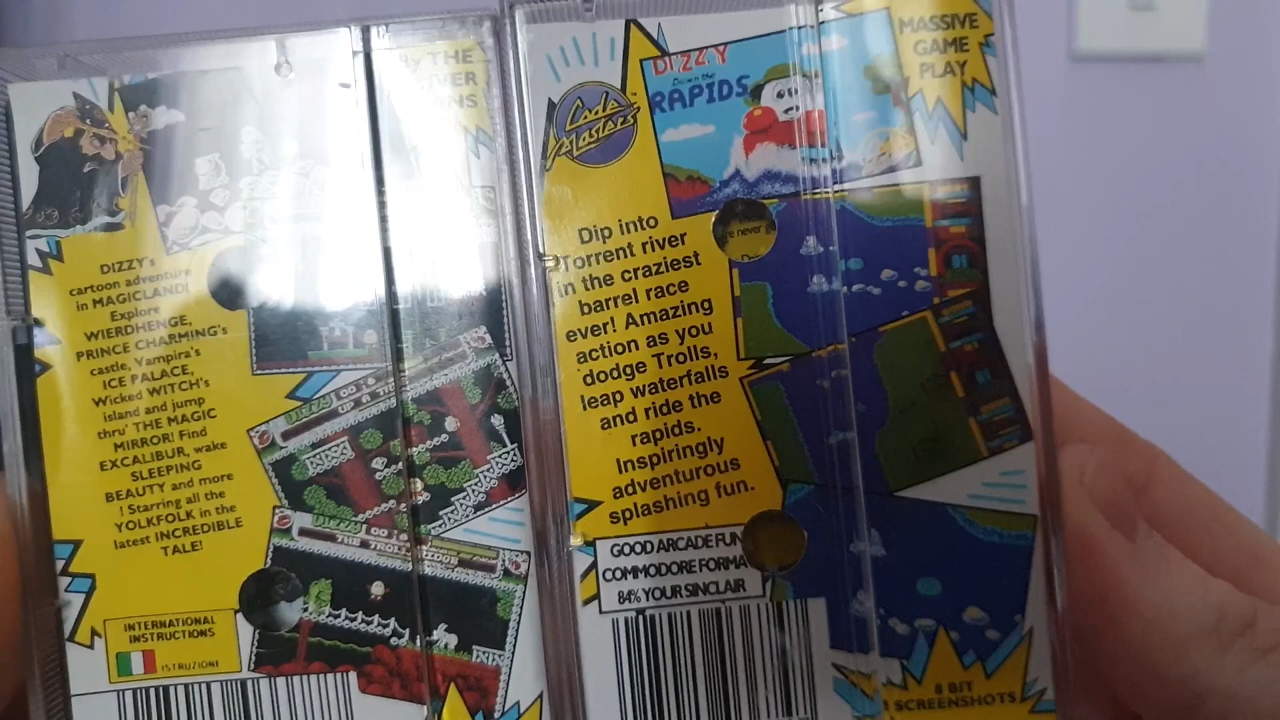 By THE
DIZZY's
cartoon adventure
in MAGICLAND!
Explore
WIERDHENGE,
PRINCE CHARMING's
castle, Vampira's
ICE PALACE,
Wicked WITCH's
island and jump
thru' THE MAGIC
MIRROR! Find
EXCALIBUR, wake
SLEEPING
BEAUTY and more
! Starring all the
YOLKFOLK in the
latest INCREDIBLE
TALE!
INTERNATIONAL
INSTRUCTIONS
ISTRUZIONI
DIZZY
UP A
DIZZY
THE TROLL
Code
Masters
DIZZY
Down the
RAPIDS
MASSIVE
GAME
PLAY
Dip into
Torrent river
in the craziest
barrel race
ever! Amazing
action as you
dodge Trolls,
leap waterfalls
and ride the
rapids.
Inspiringly
adventurous
splashing fun.
GOOD ARCADE FUN
COMMODORE FORMA
84% YOUR SINCLAIR
8 BIT
SCREENSHOTS